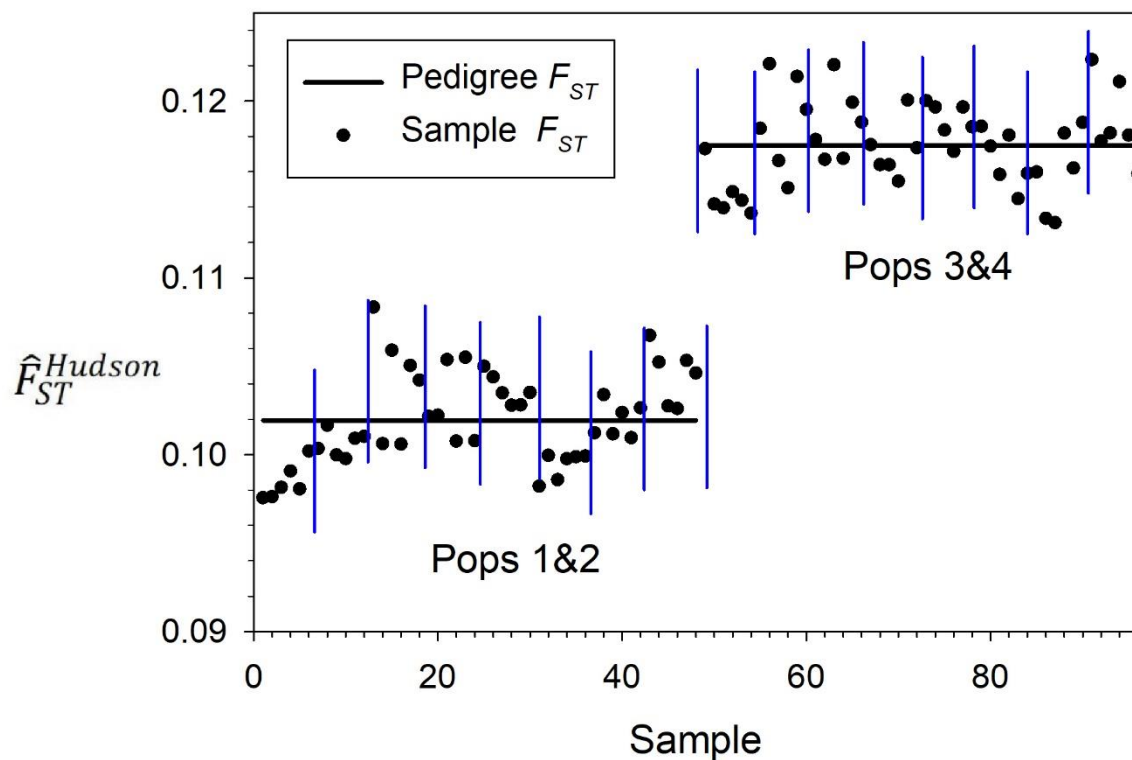 0.12
0.11
0.10
0.09
F̂_ST^Hudson
Pedigree F_ST
Sample F_ST
Pops 3&4
Pops 1&2
0 20 40 60 80
Sample